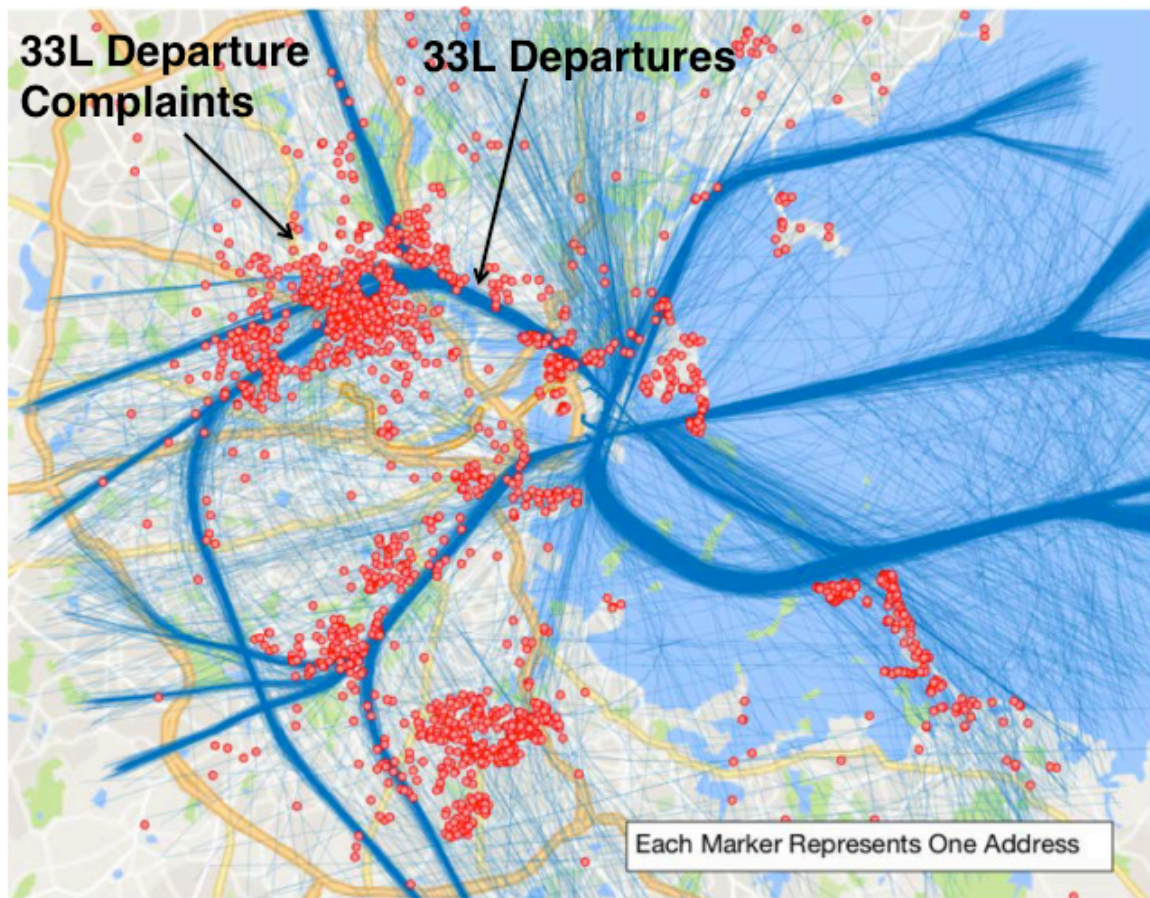 33L Departure
Complaints
33L Departures
Each Marker Represents One Address